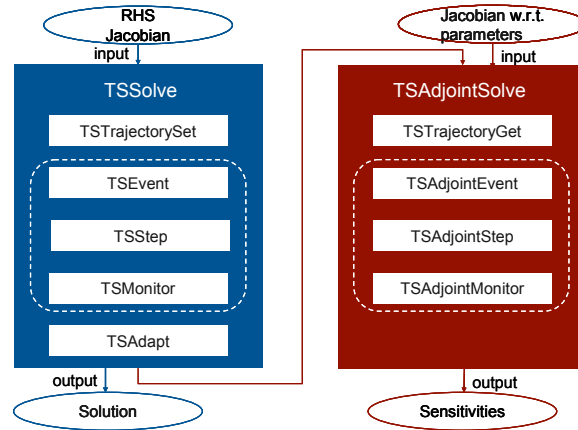 RHS
Jacobian
input
TSSolve
TSTrajectorySet
TSEvent
TSStep
TSMonitor
TSAdapt
output
Solution
Jacobian w.r.t.
parameters
input
TSAdjointSolve
TSTrajectoryGet
TSAdjointEvent
TSAdjointStep
TSAdjointMonitor
output
Sensitivities